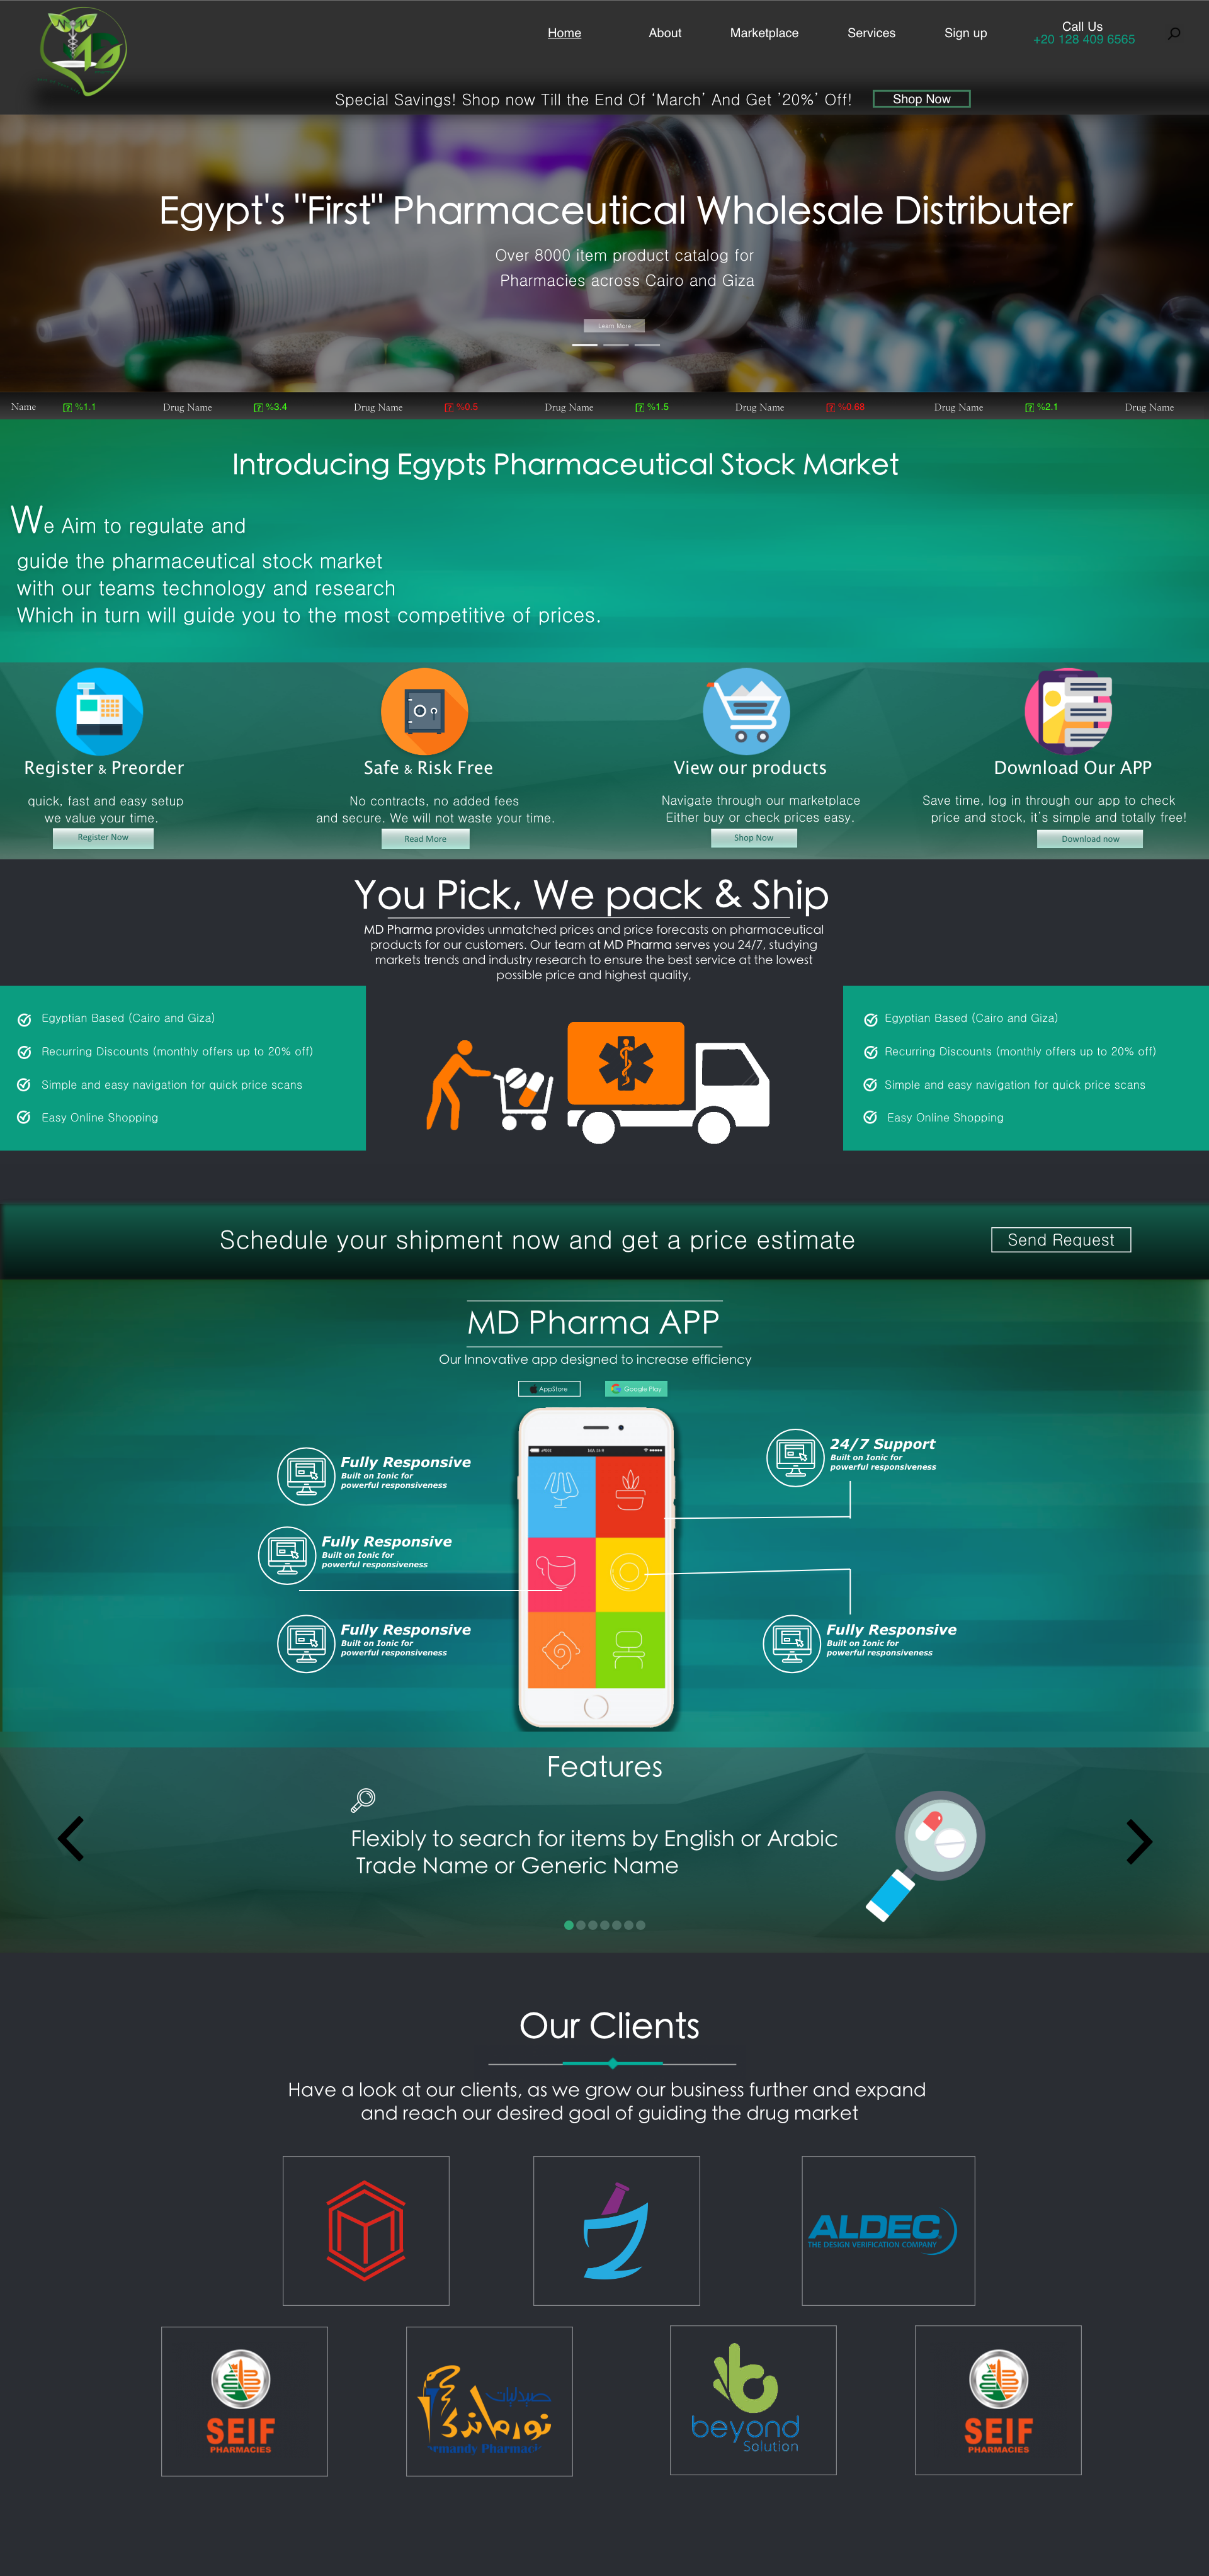 Home
About
Marketplace
Services
Sign up
Call Us
+20 128 409 6565
Special Savings! Shop now Till the End Of ‘March’ And Get ’20%’ Off!
Shop Now
Egypt's "First" Pharmaceutical Wholesale Distributer
Over 8000 item product catalog for
Pharmacies across Cairo and Giza
Learn More
Name ? %1.1 Drug Name ? %3.4 Drug Name ? %0.5 Drug Name ? %1.5 Drug Name ? %0.68 Drug Name ? %2.1 Drug Name
Introducing Egypts Pharmaceutical Stock Market
We Aim to regulate and
guide the pharmaceutical stock market
with our teams technology and research
Which in turn will guide you to the most competitive of prices.
Register & Preorder
quick, fast and easy setup
we value your time.
Register Now
Safe & Risk Free
No contracts, no added fees
and secure. We will not waste your time.
Read More
View our products
Navigate through our marketplace
Either buy or check prices easy.
Shop Now
Download Our APP
Save time, log in through our app to check
price and stock, it's simple and totally free!
Download now
You Pick, We pack & Ship
MD Pharma provides unmatched prices and price forecasts on pharmaceutical
products for our customers. Our team at MD Pharma serves you 24/7, studying
markets trends and industry research to ensure the best service at the lowest
possible price and highest quality,
Egyptian Based (Cairo and Giza)
Recurring Discounts (monthly offers up to 20% off)
Simple and easy navigation for quick price scans
Easy Online Shopping
Egyptian Based (Cairo and Giza)
Recurring Discounts (monthly offers up to 20% off)
Simple and easy navigation for quick price scans
Easy Online Shopping
Schedule your shipment now and get a price estimate
Send Request
MD Pharma APP
Our Innovative app designed to increase efficiency
AppStore
Google Play
Fully Responsive
Built on Ionic for
powerful responsiveness
Fully Responsive
Built on Ionic for
powerful responsiveness
Fully Responsive
Built on Ionic for
powerful responsiveness
24/7 Support
Built on Ionic for
powerful responsiveness
Fully Responsive
Built on Ionic for
powerful responsiveness
Features
Flexibly to search for items by English or Arabic
Trade Name or Generic Name
Our Clients
Have a look at our clients, as we grow our business further and expand
and reach our desired goal of guiding the drug market
ALDEC
THE DESIGN VERIFICATION COMPANY
SEIF
PHARMACIES
صيدليات
نورماندي
beyond
Solution
SEIF
PHARMACIES